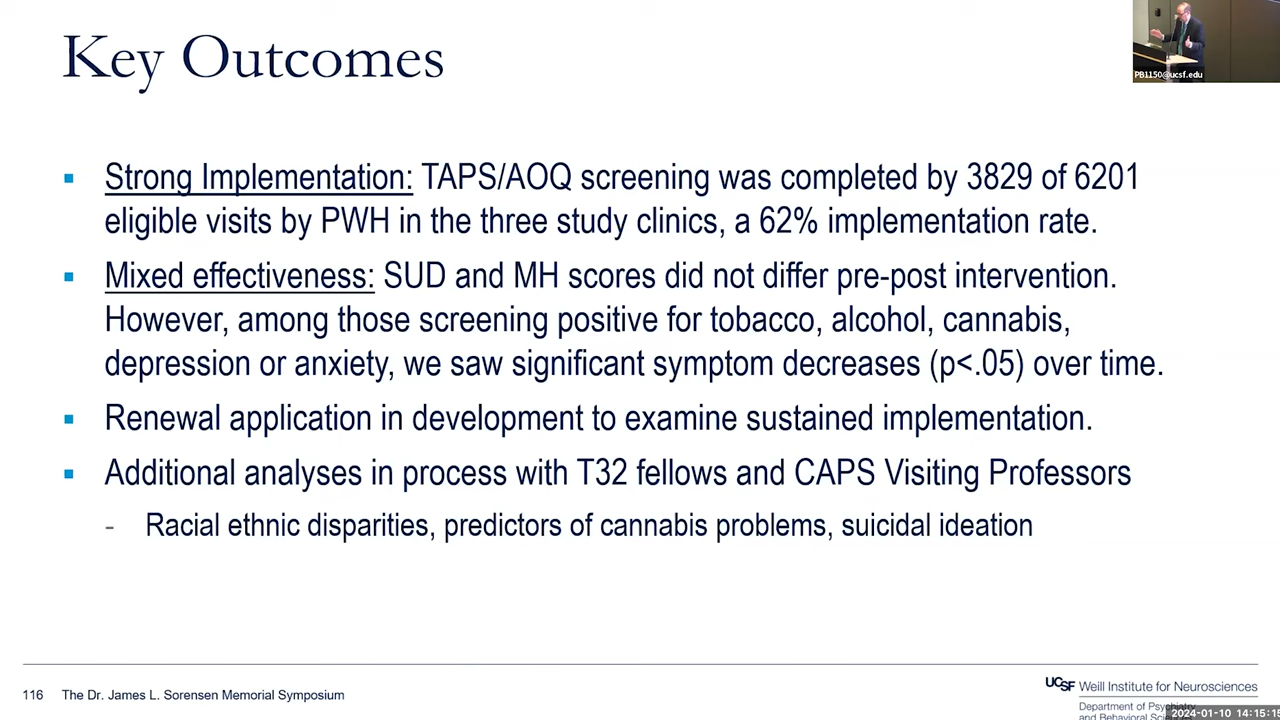 Key Outcomes
PB1150@ucsf.edu
Strong Implementation: TAPS/AOQ screening was completed by 3829 of 6201
eligible visits by PWH in the three study clinics, a 62% implementation rate.
Mixed effectiveness: SUD and MH scores did not differ pre-post intervention.
However, among those screening positive for tobacco, alcohol, cannabis,
depression or anxiety, we saw significant symptom decreases (p<.05) over time.
Renewal application in development to examine sustained implementation.
Additional analyses in process with T32 fellows and CAPS Visiting Professors
- Racial ethnic disparities, predictors of cannabis problems, suicidal ideation
116 The Dr. James L. Sorensen Memorial Symposium
UCSF Weill Institute for Neurosciences
Department of Psychiatry
and Behavioral
2024-01-10 14:15:15